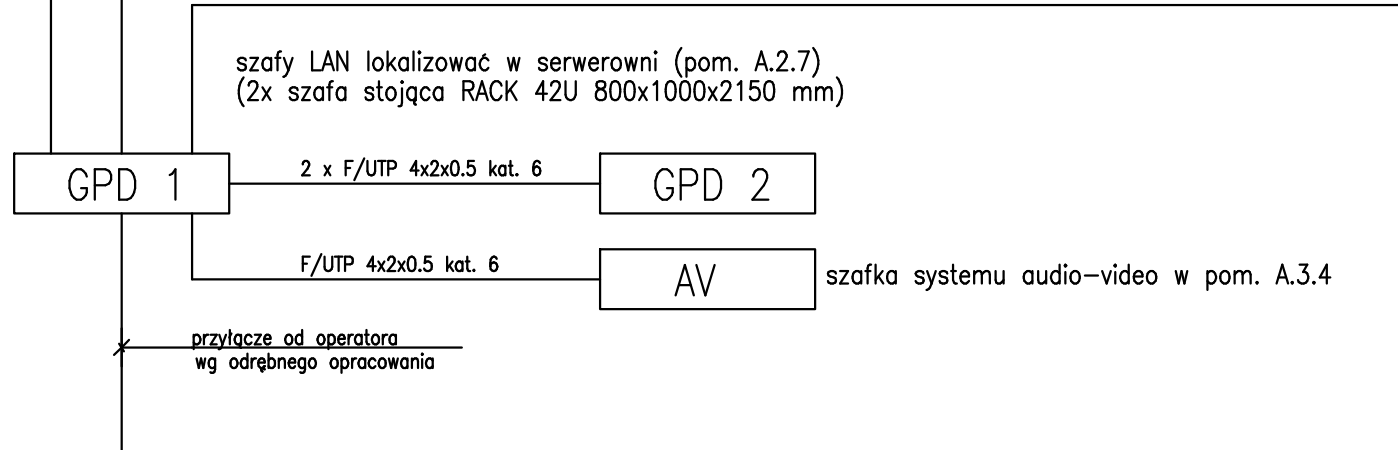 szafy LAN lokalizować w serwerowni (pom. A.2.7)
(2x szafa stojąca RACK 42U 800x1000x2150 mm)
GPD 1
2 x F/UTP 4x2x0.5 kat. 6
GPD 2
F/UTP 4x2x0.5 kat. 6
AV
szafka systemu audio-video w pom. A.3.4
przyłącze od operatora
wg odrębnego opracowania